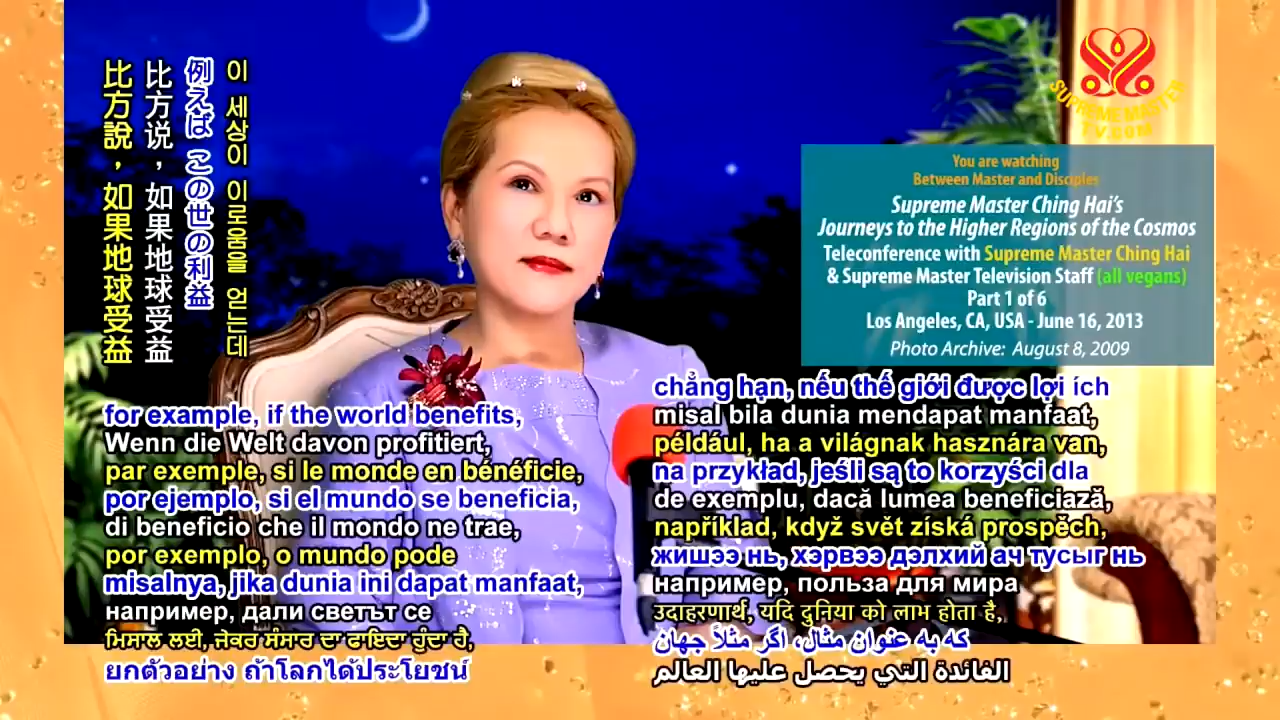 比方說，如果地球受益
比方说，如果地球受益
例えば この世の利益
이 세상이 이로움을 얻는데
SUPREME MASTER
TV.COM
You are watching
Between Master and Disciples
Supreme Master Ching Hai's
Journeys to the Higher Regions of the Cosmos
Teleconference with Supreme Master Ching Hai
& Supreme Master Television Staff (all vegans)
Part 1 of 6
Los Angeles, CA, USA - June 16, 2013
Photo Archive: August 8, 2009
for example, if the world benefits,
Wenn die Welt davon profitiert,
par exemple, si le monde en bénéficie,
por ejemplo, si el mundo se beneficia,
di beneficio che il mondo ne trae,
por exemplo, o mundo pode
misalnya, jika dunia ini dapat manfaat,
например, дали светът се
ਮਿਸਾਲ ਲਈ, ਜੇਕਰ ਸੰਸਾਰ ਦਾ ਫਾਇਦਾ ਹੁੰਦਾ ਹੈ,
ยกตัวอย่าง ถ้าโลกได้ประโยชน์
chẳng hạn, nếu thế giới được lợi ích
misal bila dunia mendapat manfaat,
például, ha a világnak hasznára van,
na przykład, jeśli są to korzyści dla
de exemplu, dacă lumea beneficiază,
například, když svět získá prospěch,
жишээ нь, хэрвээ дэлхий ач тусыг нь
например, польза для мира
उदाहरणार्थ, यदि दुनिया को लाभ होता है,
که به عنوان مثال، اگر مثلاً جهان
الفائدة التي يحصل عليها العالم